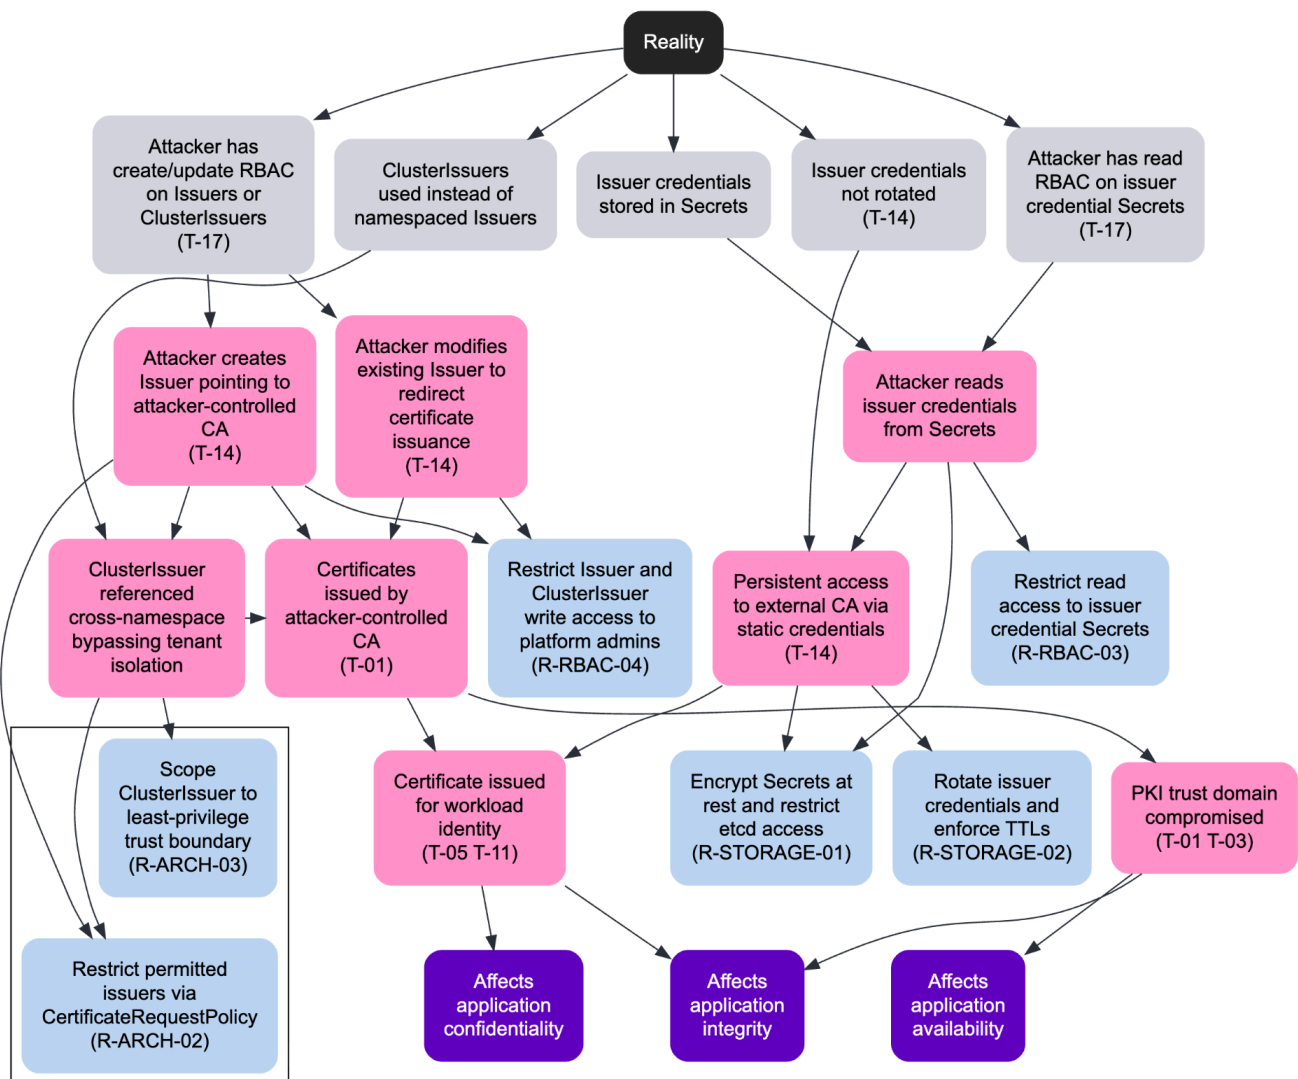 Reality
Attacker has
create/update RBAC
on Issuers or
ClusterIssuers
(T-17)
ClusterIssuers
used instead of
namespaced Issuers
Issuer credentials
stored in Secrets
Issuer credentials
not rotated
(T-14)
Attacker has read
RBAC on issuer
credential Secrets
(T-17)
Attacker creates
Issuer pointing to
attacker-controlled
CA
(T-14)
Attacker modifies
existing Issuer to
redirect
certificate
issuance
(T-14)
Attacker reads
issuer credentials
from Secrets
ClusterIssuer
referenced
cross-namespace
bypassing tenant
isolation
Certificates
issued by
attacker-controlled
CA
(T-01)
Restrict Issuer and
ClusterIssuer
write access to
platform admins
(R-RBAC-04)
Persistent access
to external CA via
static credentials
(T-14)
Restrict read
access to issuer
credential Secrets
(R-RBAC-03)
Scope
ClusterIssuer to
least-privilege
trust boundary
(R-ARCH-03)
Certificate issued
for workload
identity
(T-05 T-11)
Encrypt Secrets at
rest and restrict
etcd access
(R-STORAGE-01)
Rotate issuer
credentials and
enforce TTLs
(R-STORAGE-02)
PKI trust domain
compromised
(T-01 T-03)
Restrict permitted
issuers via
CertificateRequestPolicy
(R-ARCH-02)
Affects
application
confidentiality
Affects
application
integrity
Affects
application
availability